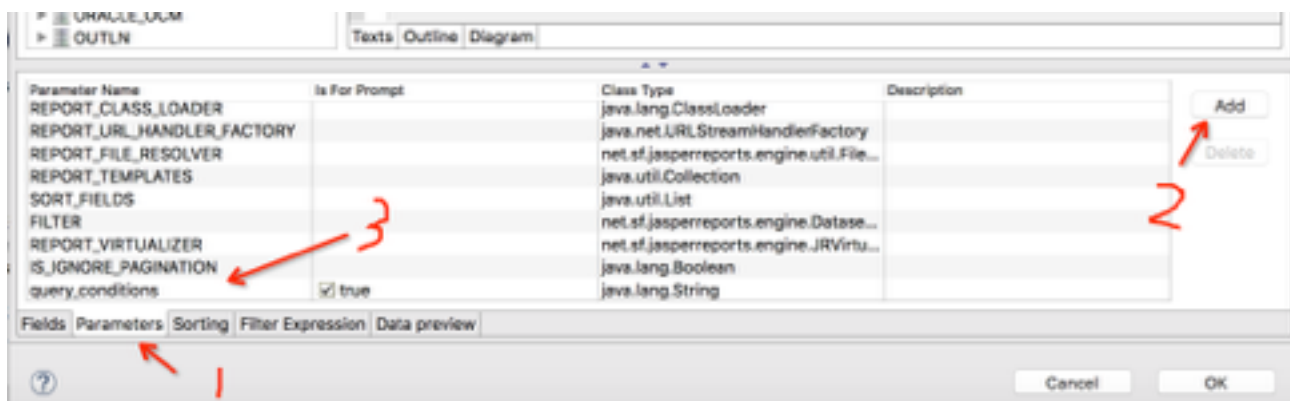 ORACLE_OCM
OUTLN
Texts Outline Diagram
Parameter Name Is For Prompt Class Type Description
REPORT_CLASS_LOADER java.lang.ClassLoader
REPORT_URL_HANDLER_FACTORY java.net.URLStreamHandlerFactory
REPORT_FILE_RESOLVER net.sf.jasperreports.engine.util.File...
REPORT_TEMPLATES java.util.Collection
SORT_FIELDS java.util.List
FILTER net.sf.jasperreports.engine.Datase...
REPORT_VIRTUALIZER net.sf.jasperreports.engine.JRVirtu...
IS_IGNORE_PAGINATION java.lang.Boolean
query_conditions true java.lang.String
Add
Delete
2
3
Fields Parameters Sorting Filter Expression Data preview
1
? Cancel OK